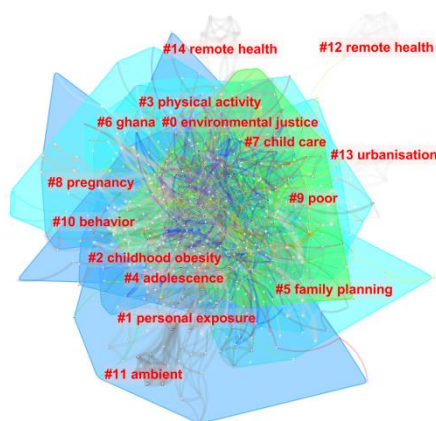 #14 remote health
#12 remote health
#3 physical activity
#6 ghana
#0 environmental justice
#7 child care
#13 urbanisation
#8 pregnancy
#9 poor
#10 behavior
#2 childhood obesity
#4 adolescence
#5 family planning
#1 personal exposure
#11 ambient